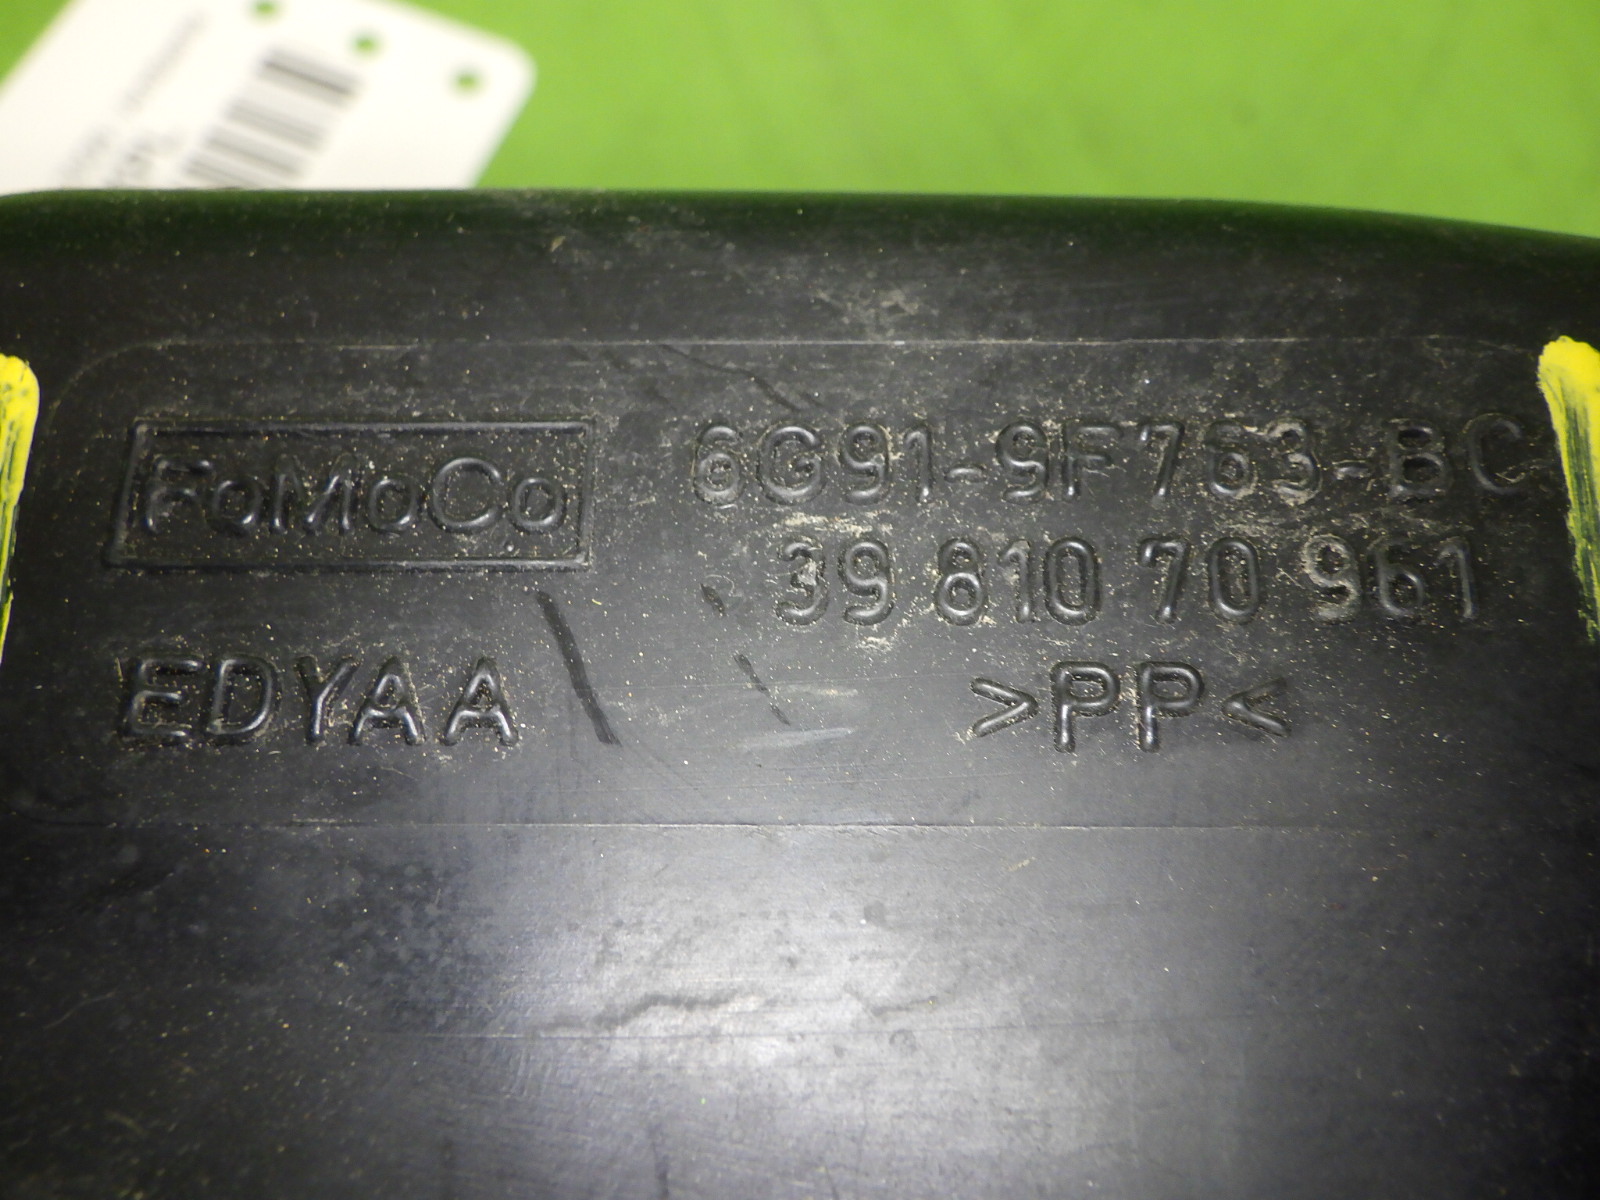 FoMoCo
6G91-9F763-BC
39 810 70 961
EDYAA
>PP<